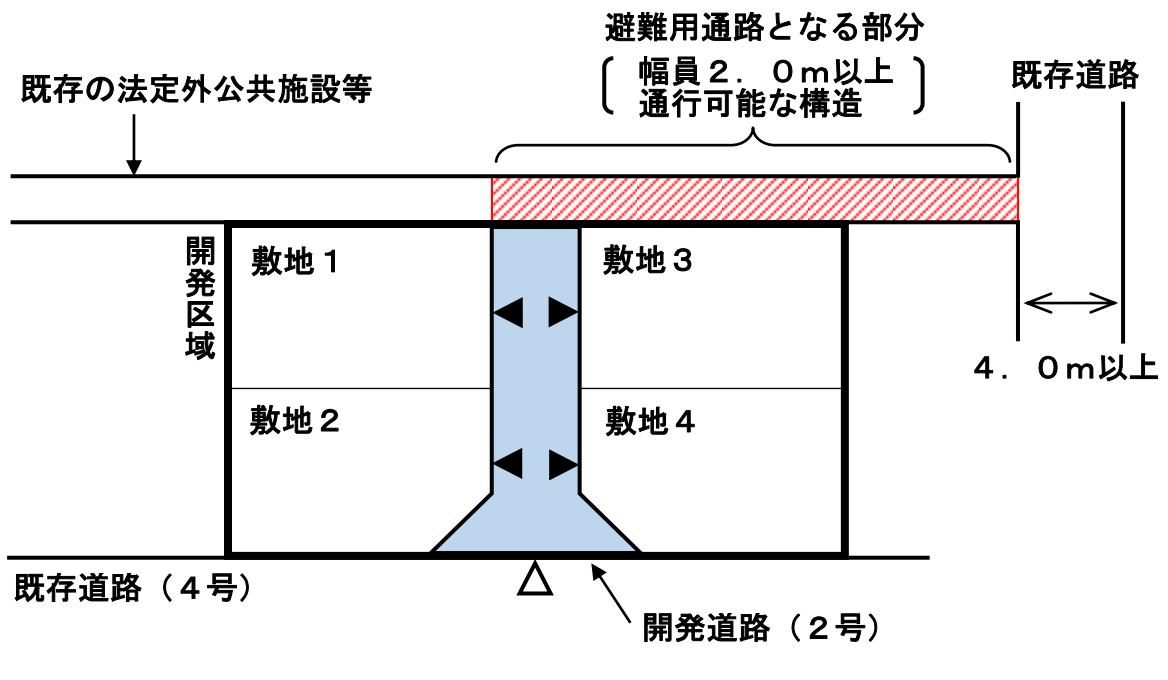 避難用通路となる部分
幅員２．０ｍ以上
通行可能な構造
既存の法定外公共施設等
既存道路
開発区域
敷地１
敷地３
４．０ｍ以上
敷地２
敷地４
既存道路（４号）
開発道路（２号）